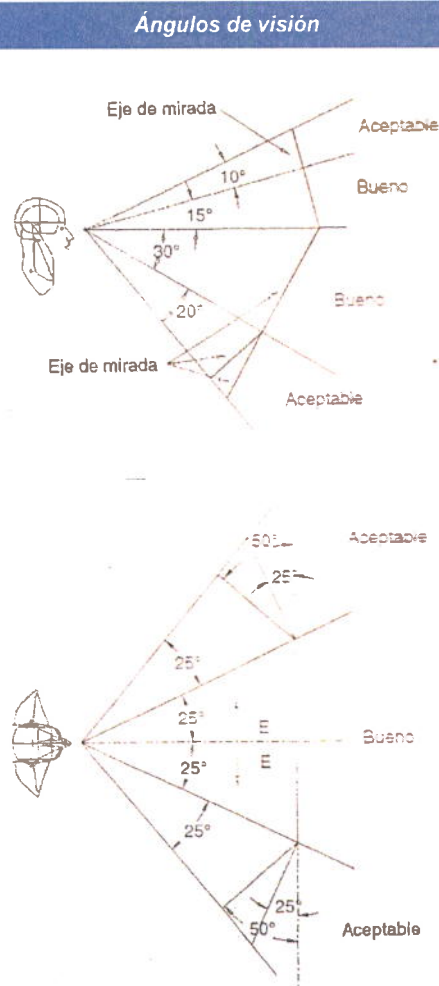 Ángulos de visión
Eje de mirada
Aceptable
10°
Bueno
15°
30°
Bueno
20°
Eje de mirada
Aceptable
50°
Aceptable
25°
25°
25°
E
Bueno
E
25°
25°
25°
50°
Aceptable